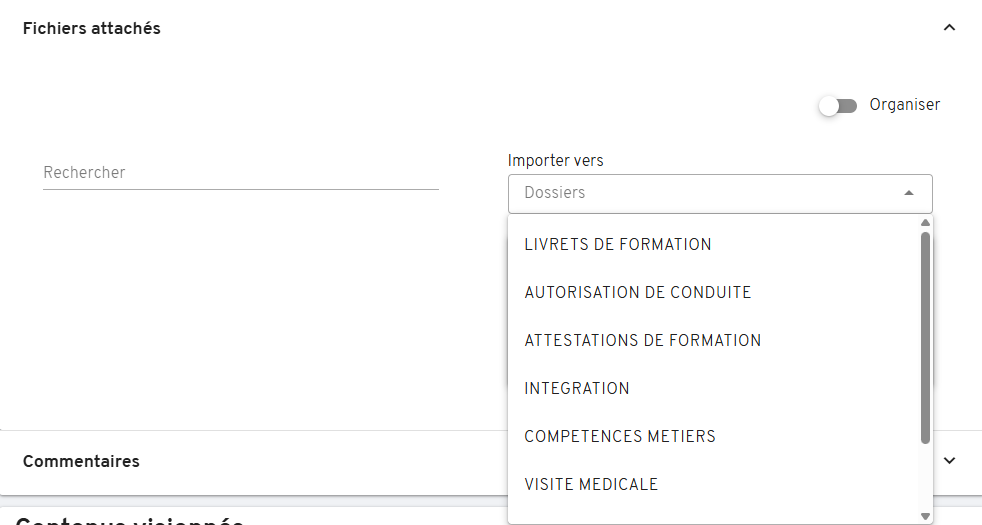 Fichiers attachés
Organiser
Rechercher
Importer vers
Dossiers
LIVRETS DE FORMATION
AUTORISATION DE CONDUITE
ATTESTATIONS DE FORMATION
INTEGRATION
COMPETENCES METIERS
VISITE MEDICALE
Commentaires
Contenus visionnés